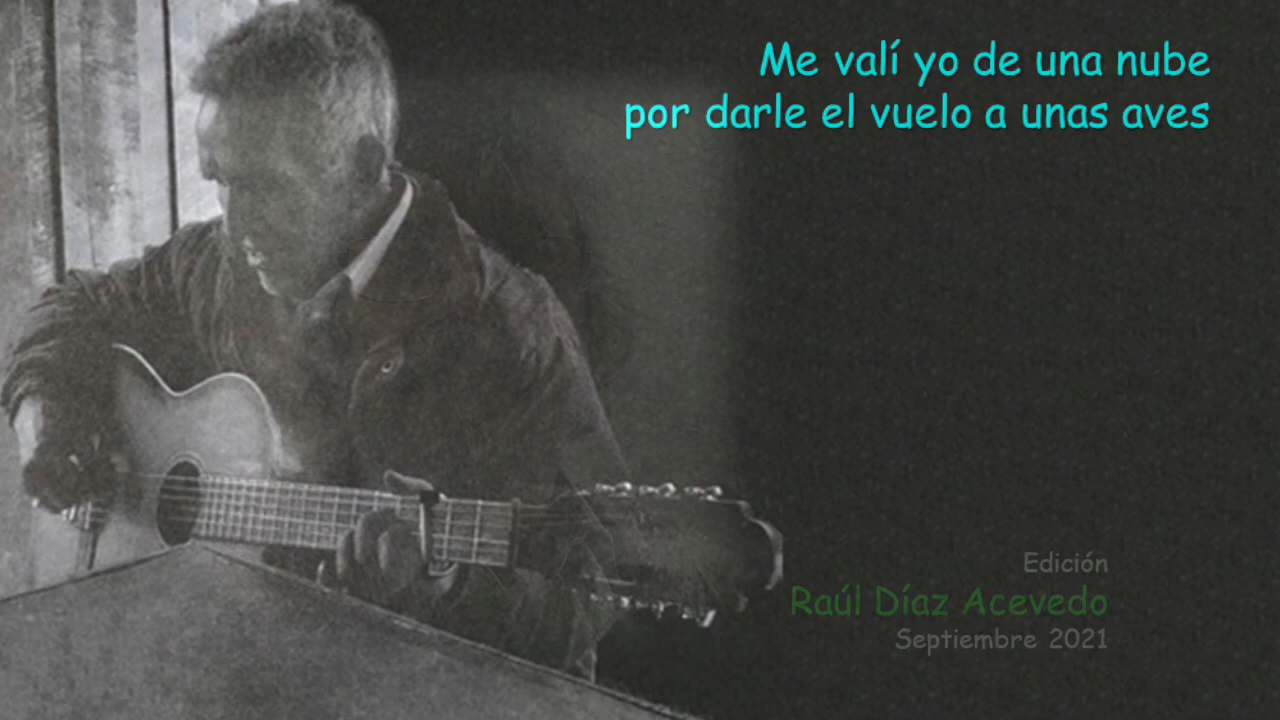 Me valí yo de una nube
por darle el vuelo a unas aves
Edición
Raúl Díaz Acevedo
Septiembre 2021